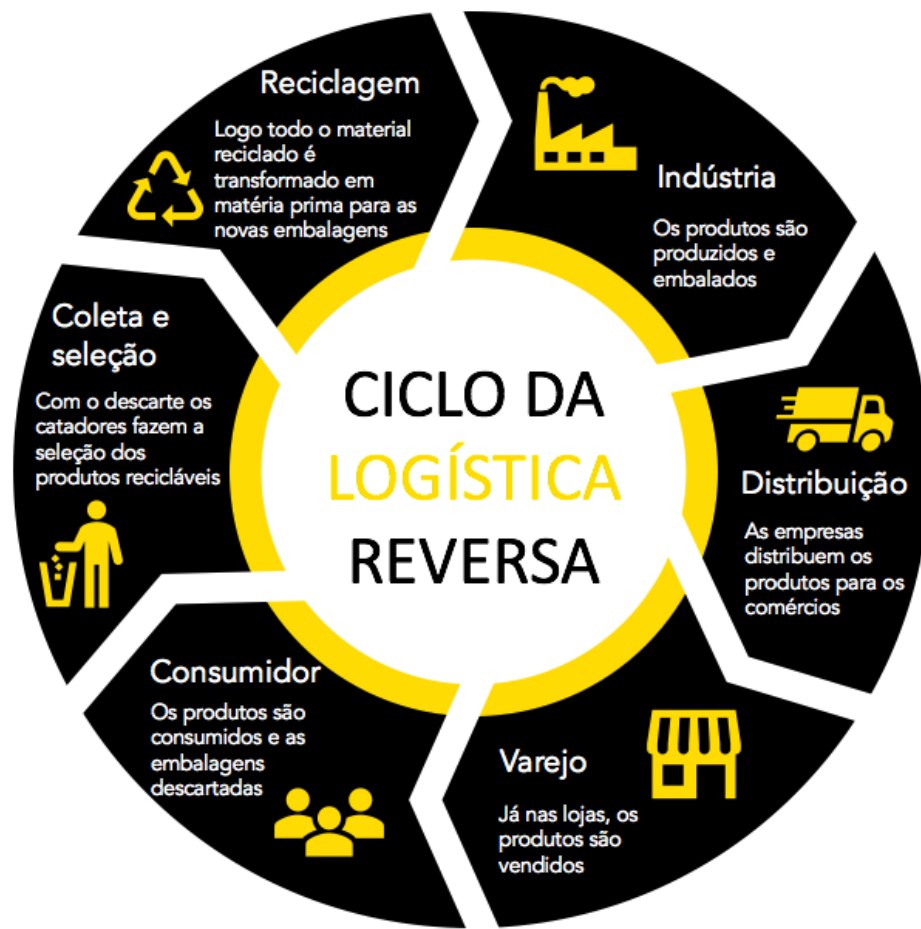 Reciclagem
Logo todo o material
reciclado é
transformado em
matéria prima para as
novas embalagens
Indústria
Os produtos são
produzidos e
embalados
Coleta e
seleção
Com o descarte os
catadores fazem a
seleção dos
produtos recicláveis
CICLO DA
LOGÍSTICA
REVERSA
Distribuição
As empresas
distribuem os
produtos para os
comércios
Consumidor
Os produtos são
consumidos e as
embalagens
descartadas
Varejo
Já nas lojas, os
produtos são
vendidos